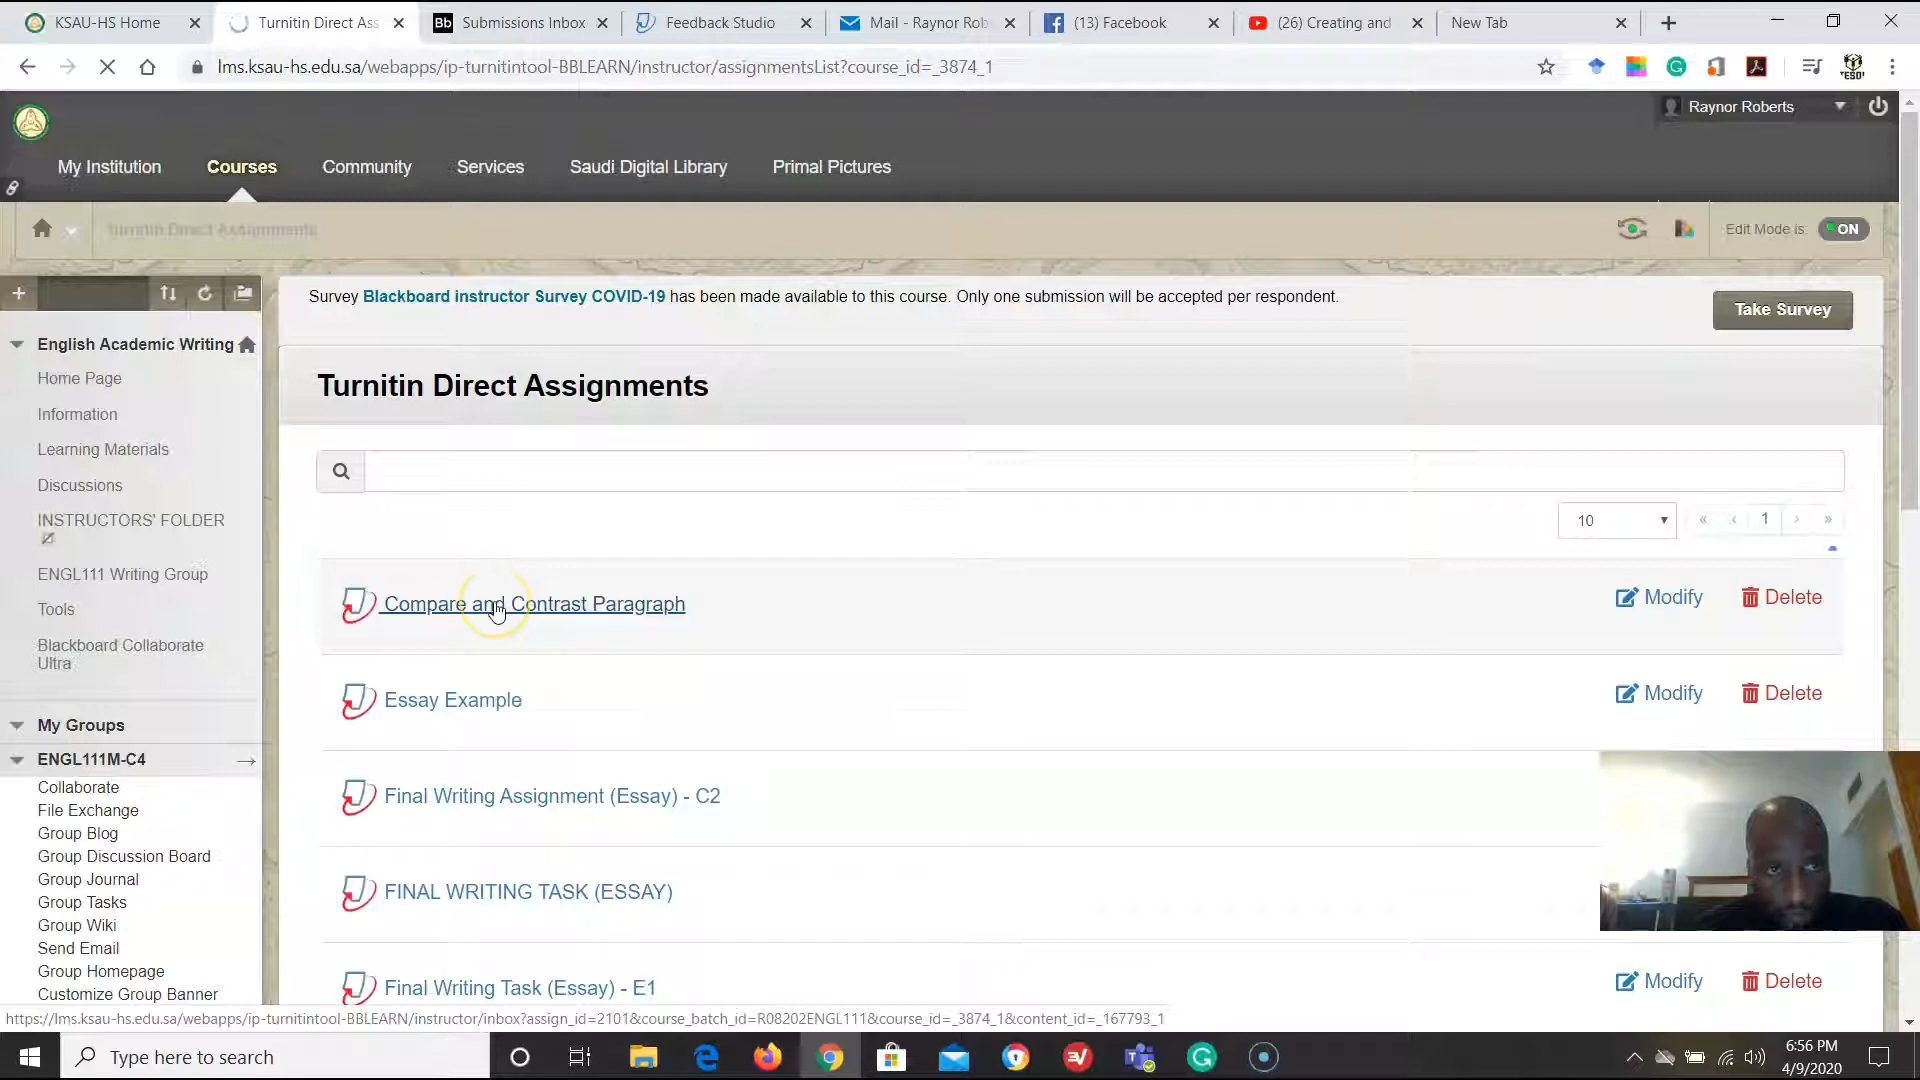 KSAU-HS Home
Turnitin Direct Ass
Bb Submissions Inbox
Feedback Studio
Mail - Raynor Rob
(13) Facebook
(26) Creating and
New Tab
lms.ksau-hs.edu.sa/webapps/ip-turnitintool-BBLEARN/instructor/assignmentsList?course_id=_3874_1
Raynor Roberts
My Institution
Courses
Community
Services
Saudi Digital Library
Primal Pictures
Turnitin Direct Assignments
Edit Mode is:
ON
Survey Blackboard instructor Survey COVID-19 has been made available to this course. Only one submission will be accepted per respondent.
Take Survey
English Academic Writing
Home Page
Information
Learning Materials
Discussions
INSTRUCTORS' FOLDER
ENGL111 Writing Group
Tools
Blackboard Collaborate
Ultra
My Groups
ENGL111M-C4
Collaborate
File Exchange
Group Blog
Group Discussion Board
Group Journal
Group Tasks
Group Wiki
Send Email
Group Homepage
Customize Group Banner
Turnitin Direct Assignments
10
« ‹ 1 › »
Compare and Contrast Paragraph
Modify
Delete
Essay Example
Modify
Delete
Final Writing Assignment (Essay) - C2
FINAL WRITING TASK (ESSAY)
Final Writing Task (Essay) - E1
Modify
Delete
https://lms.ksau-hs.edu.sa/webapps/ip-turnitintool-BBLEARN/instructor/inbox?assign_id=2101&course_batch_id=R08202ENGL111&course_id=_3874_1&content_id=_167793_1
Type here to search
6:56 PM
4/9/2020